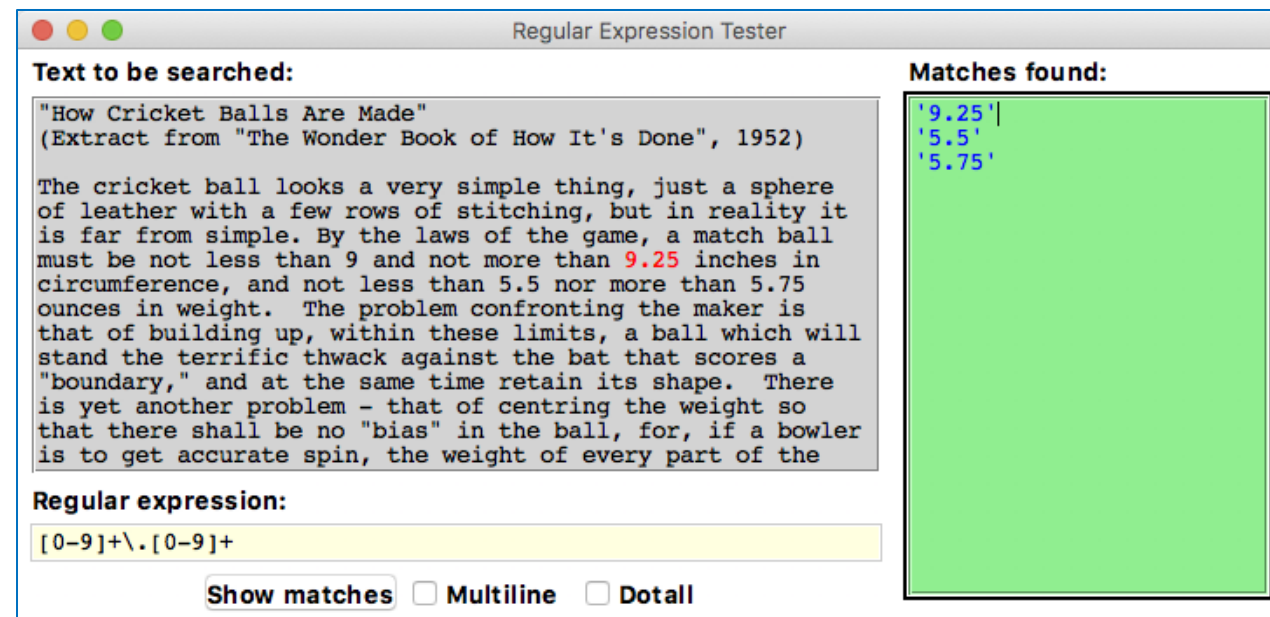 Regular Expression Tester
Text to be searched:
"How Cricket Balls Are Made"
(Extract from "The Wonder Book of How It's Done", 1952)
The cricket ball looks a very simple thing, just a sphere
of leather with a few rows of stitching, but in reality it
is far from simple. By the laws of the game, a match ball
must be not less than 9 and not more than 9.25 inches in
circumference, and not less than 5.5 nor more than 5.75
ounces in weight.  The problem confronting the maker is
that of building up, within these limits, a ball which will
stand the terrific thwack against the bat that scores a
"boundary," and at the same time retain its shape.  There
is yet another problem – that of centring the weight so
that there shall be no "bias" in the ball, for, if a bowler
is to get accurate spin, the weight of every part of the
Regular expression:
[0-9]+\.[0-9]+
Show matches Multiline Dotall
Matches found:
'9.25'
'5.5'
'5.75'